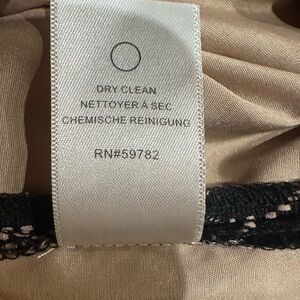 DRY CLEAN
NETTOYER À SEC
CHEMISCHE REINIGUNG
RN#59782